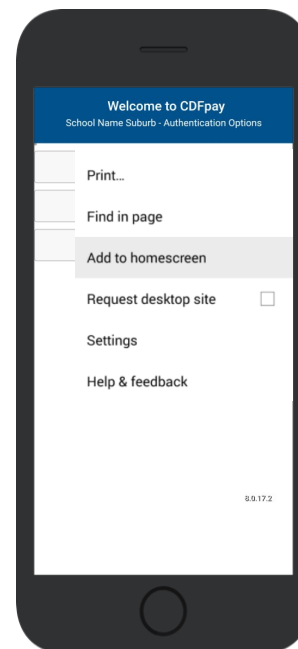 Welcome to CDFpay
School Name Suburb - Authentication Options
Print...
Find in page
Add to homescreen
Request desktop site
Settings
Help & feedback
8.0.17.2